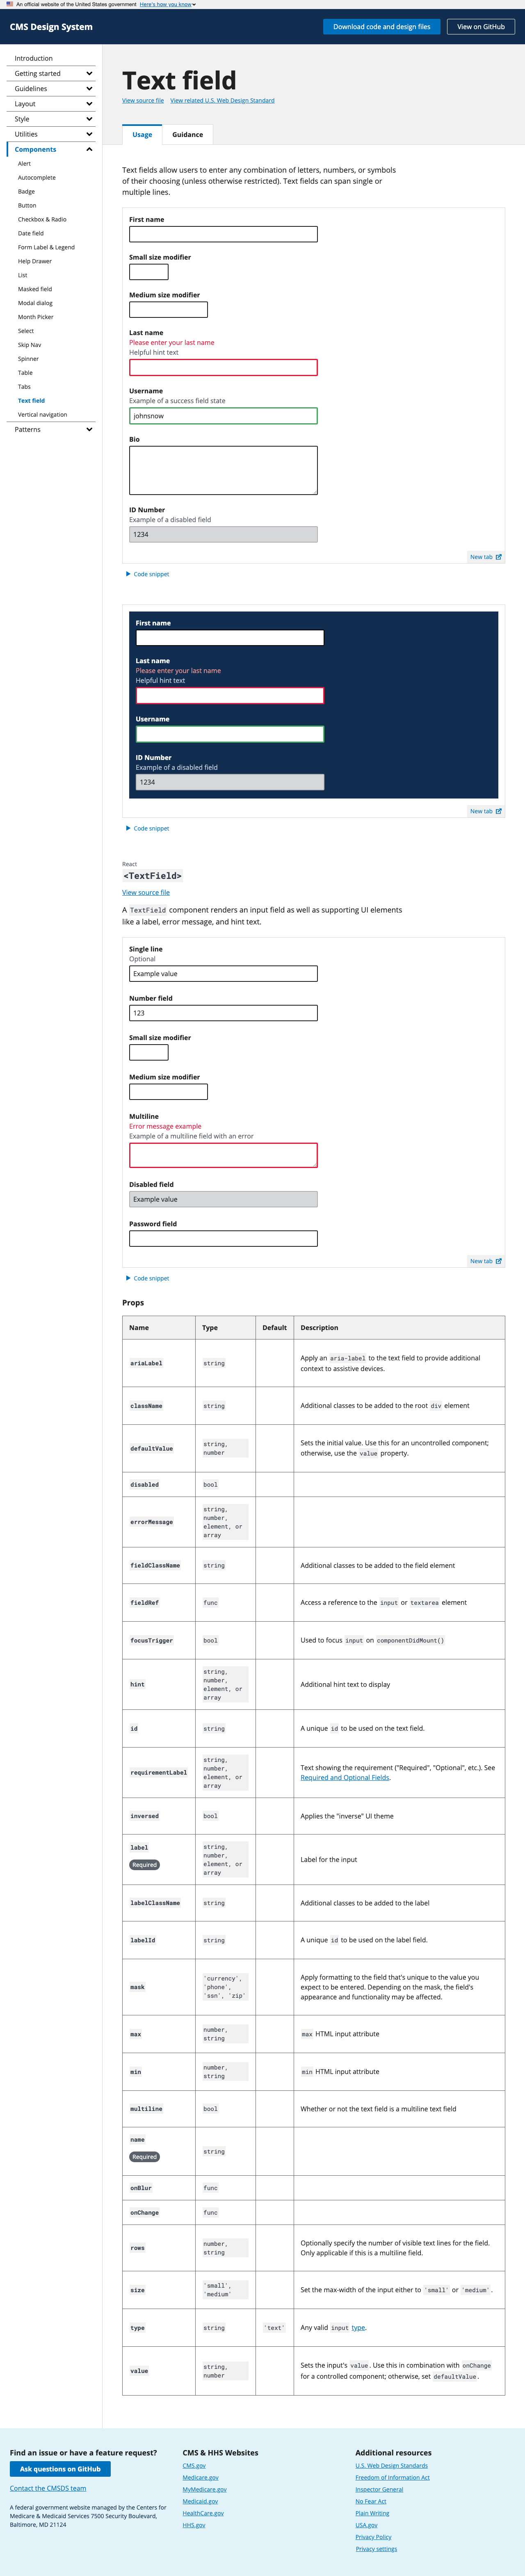 An official website of the United States government Here's how you know
CMS Design System
Download code and design files
View on GitHub
Introduction
Getting started
Guidelines
Layout
Style
Utilities
Components
Alert
Autocomplete
Badge
Button
Checkbox & Radio
Date field
Form Label & Legend
Help Drawer
List
Masked field
Modal dialog
Month Picker
Select
Skip Nav
Spinner
Table
Tabs
Text field
Vertical navigation
Patterns
Text field
View source file View related U.S. Web Design Standard
Usage
Guidance
Text fields allow users to enter any combination of letters, numbers, or symbols
of their choosing (unless otherwise restricted). Text fields can span single or
multiple lines.
First name
Small size modifier
Medium size modifier
Last name
Please enter your last name
Helpful hint text
Username
Example of a success field state
johnsnow
Bio
ID Number
Example of a disabled field
1234
New tab
Code snippet
First name
Last name
Please enter your last name
Helpful hint text
Username
ID Number
Example of a disabled field
1234
New tab
Code snippet
React
<TextField>
View source file
A TextField component renders an input field as well as supporting UI elements
like a label, error message, and hint text.
Single line
Optional
Example value
Number field
123
Small size modifier
Medium size modifier
Multiline
Error message example
Example of a multiline field with an error
Disabled field
Example value
Password field
New tab
Code snippet
Props
Name Type Default Description
ariaLabel string Apply an aria-label to the text field to provide additional
context to assistive devices.
className string Additional classes to be added to the root div element
defaultValue string,
number
Sets the initial value. Use this for an uncontrolled component;
otherwise, use the value property.
disabled bool
errorMessage string,
number,
element, or
array
fieldClassName string Additional classes to be added to the field element
fieldRef func Access a reference to the input or textarea element
focusTrigger bool Used to focus input on componentDidMount()
hint string,
number,
element, or
array
Additional hint text to display
id string A unique id to be used on the text field.
requirementLabel string,
number,
element, or
array
Text showing the requirement ("Required", "Optional", etc.). See
Required and Optional Fields.
inversed bool Applies the "inverse" UI theme
label
Required
string,
number,
element, or
array
Label for the input
labelClassName string Additional classes to be added to the label
labelId string A unique id to be used on the label field.
mask 'currency',
'phone',
'ssn', 'zip'
Apply formatting to the field that's unique to the value you
expect to be entered. Depending on the mask, the field's
appearance and functionality may be affected.
max number,
string
max HTML input attribute
min number,
string
min HTML input attribute
multiline bool Whether or not the text field is a multiline text field
name
Required
string
onBlur func
onChange func
rows number,
string
Optionally specify the number of visible text lines for the field.
Only applicable if this is a multiline field.
size 'small',
'medium'
Set the max-width of the input either to 'small' or 'medium'.
type string 'text' Any valid input type.
value string,
number
Sets the input's value. Use this in combination with onChange
for a controlled component; otherwise, set defaultValue.
Find an issue or have a feature request?
Ask questions on GitHub
Contact the CMSDS team
A federal government website managed by the Centers for
Medicare & Medicaid Services 7500 Security Boulevard,
Baltimore, MD 21124
CMS & HHS Websites
CMS.gov
Medicare.gov
MyMedicare.gov
Medicaid.gov
HealthCare.gov
HHS.gov
Additional resources
U.S. Web Design Standards
Freedom of Information Act
Inspector General
No Fear Act
Plain Writing
USA.gov
Privacy Policy
Privacy settings